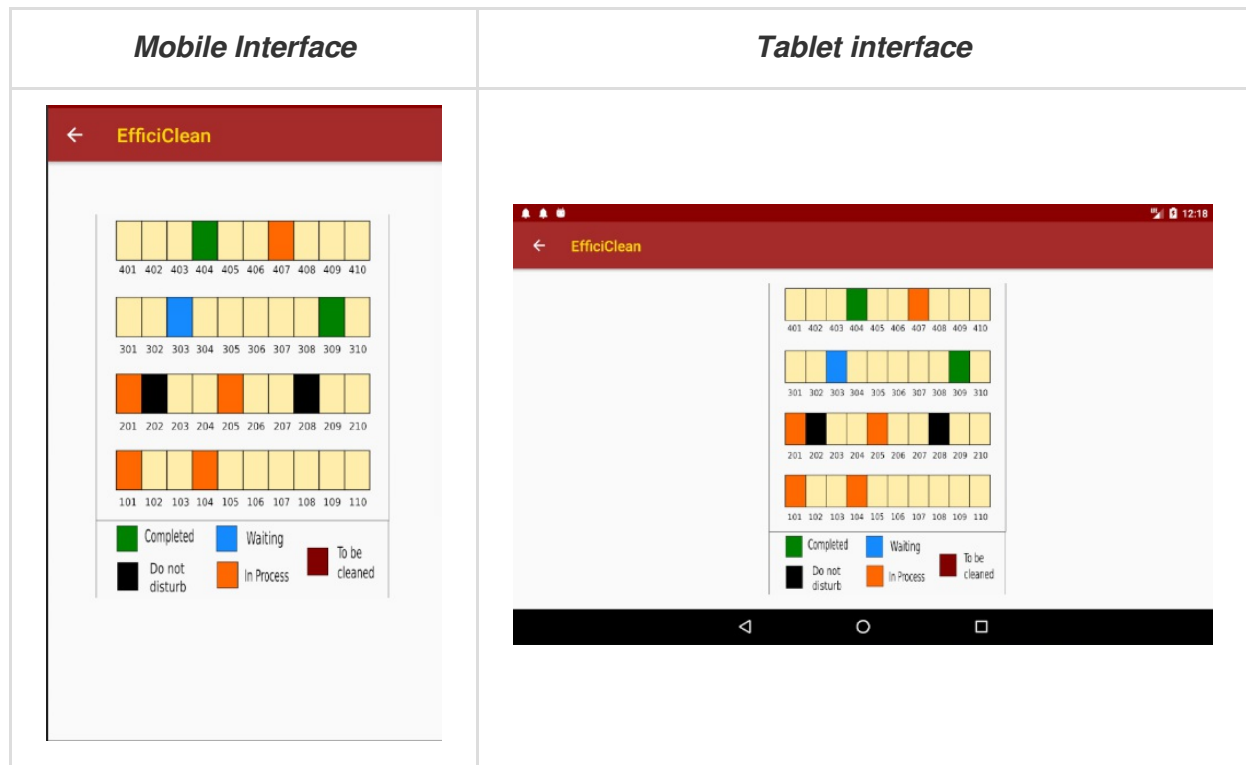 Mobile Interface
Tablet interface
EfficiClean
401 402 403 404 405 406 407 408 409 410
301 302 303 304 305 306 307 308 309 310
201 202 203 204 205 206 207 208 209 210
101 102 103 104 105 106 107 108 109 110
Completed
Waiting
To be
cleaned
Do not
disturb
In Process
12:18
EfficiClean
401 402 403 404 405 406 407 408 409 410
301 302 303 304 305 306 307 308 309 310
201 202 203 204 205 206 207 208 209 210
101 102 103 104 105 106 107 108 109 110
Completed
Waiting
To be
cleaned
Do not
disturb
In Process